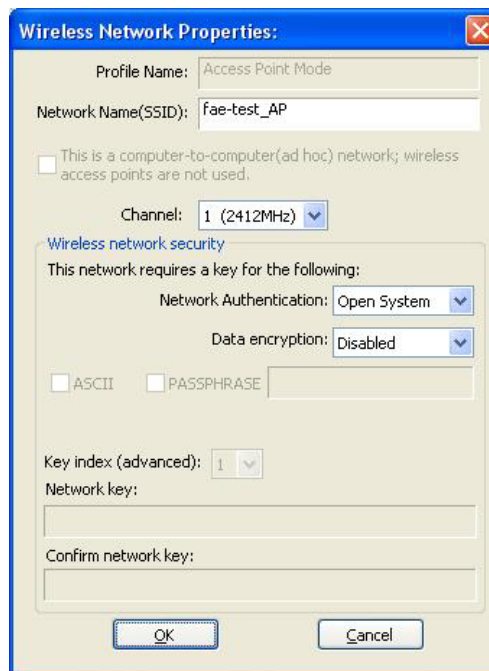 Wireless Network Properties:
Profile Name: Access Point Mode
Network Name(SSID): fae-test_AP
This is a computer-to-computer(ad hoc) network; wireless
access points are not used.
Channel: 1 (2412MHz)
Wireless network security
This network requires a key for the following:
Network Authentication: Open System
Data encryption: Disabled
ASCII PASSPHRASE
Key index (advanced): 1
Network key:
Confirm network key:
OK Cancel